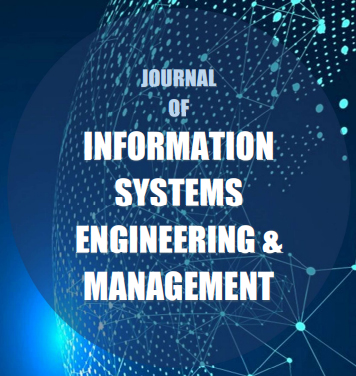 JOURNAL
OF
INFORMATION
SYSTEMS
ENGINEERING &
MANAGEMENT